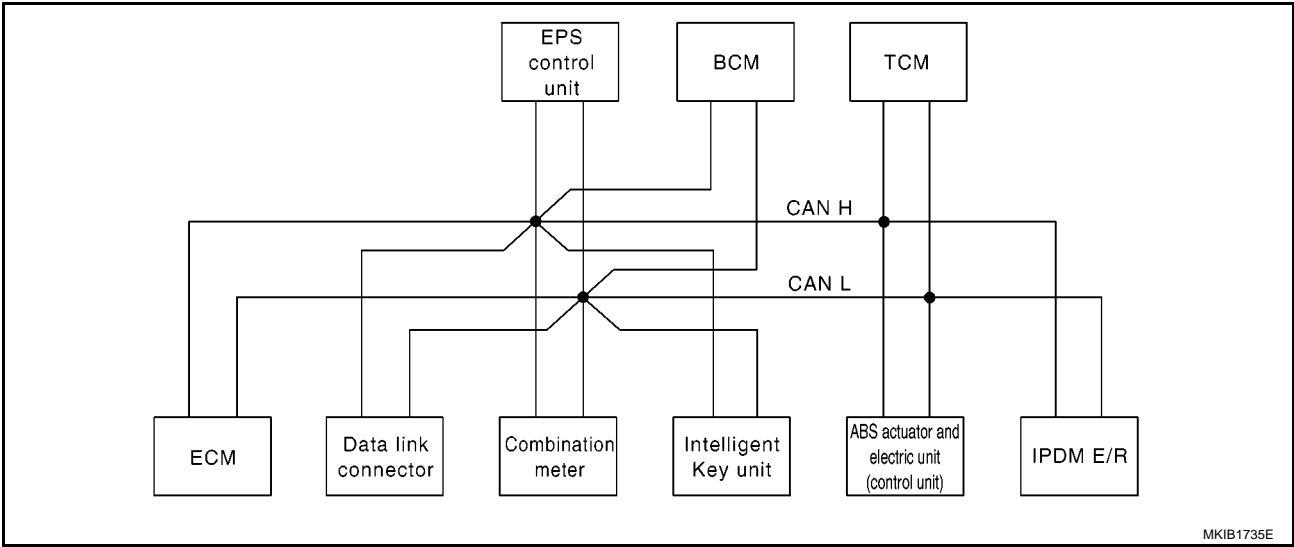 EPS
control
unit
BCM
TCM
CAN H
CAN L
ECM
Data link
connector
Combination
meter
Intelligent
Key unit
ABS actuator and
electric unit
(control unit)
IPDM E/R
MKIB1735E